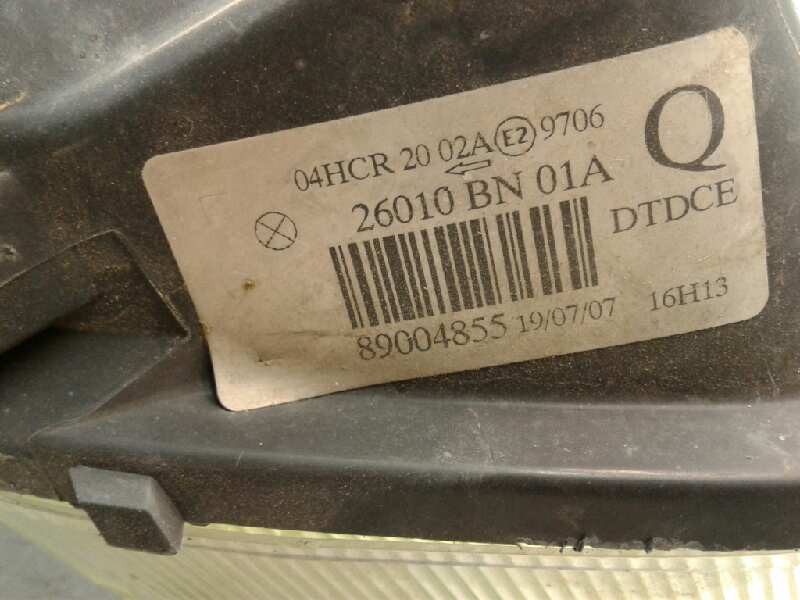 04HCR 20 02A E2 9706
Q
26010 BN 01A
DTDCE
89004855 19/07/07 16H13